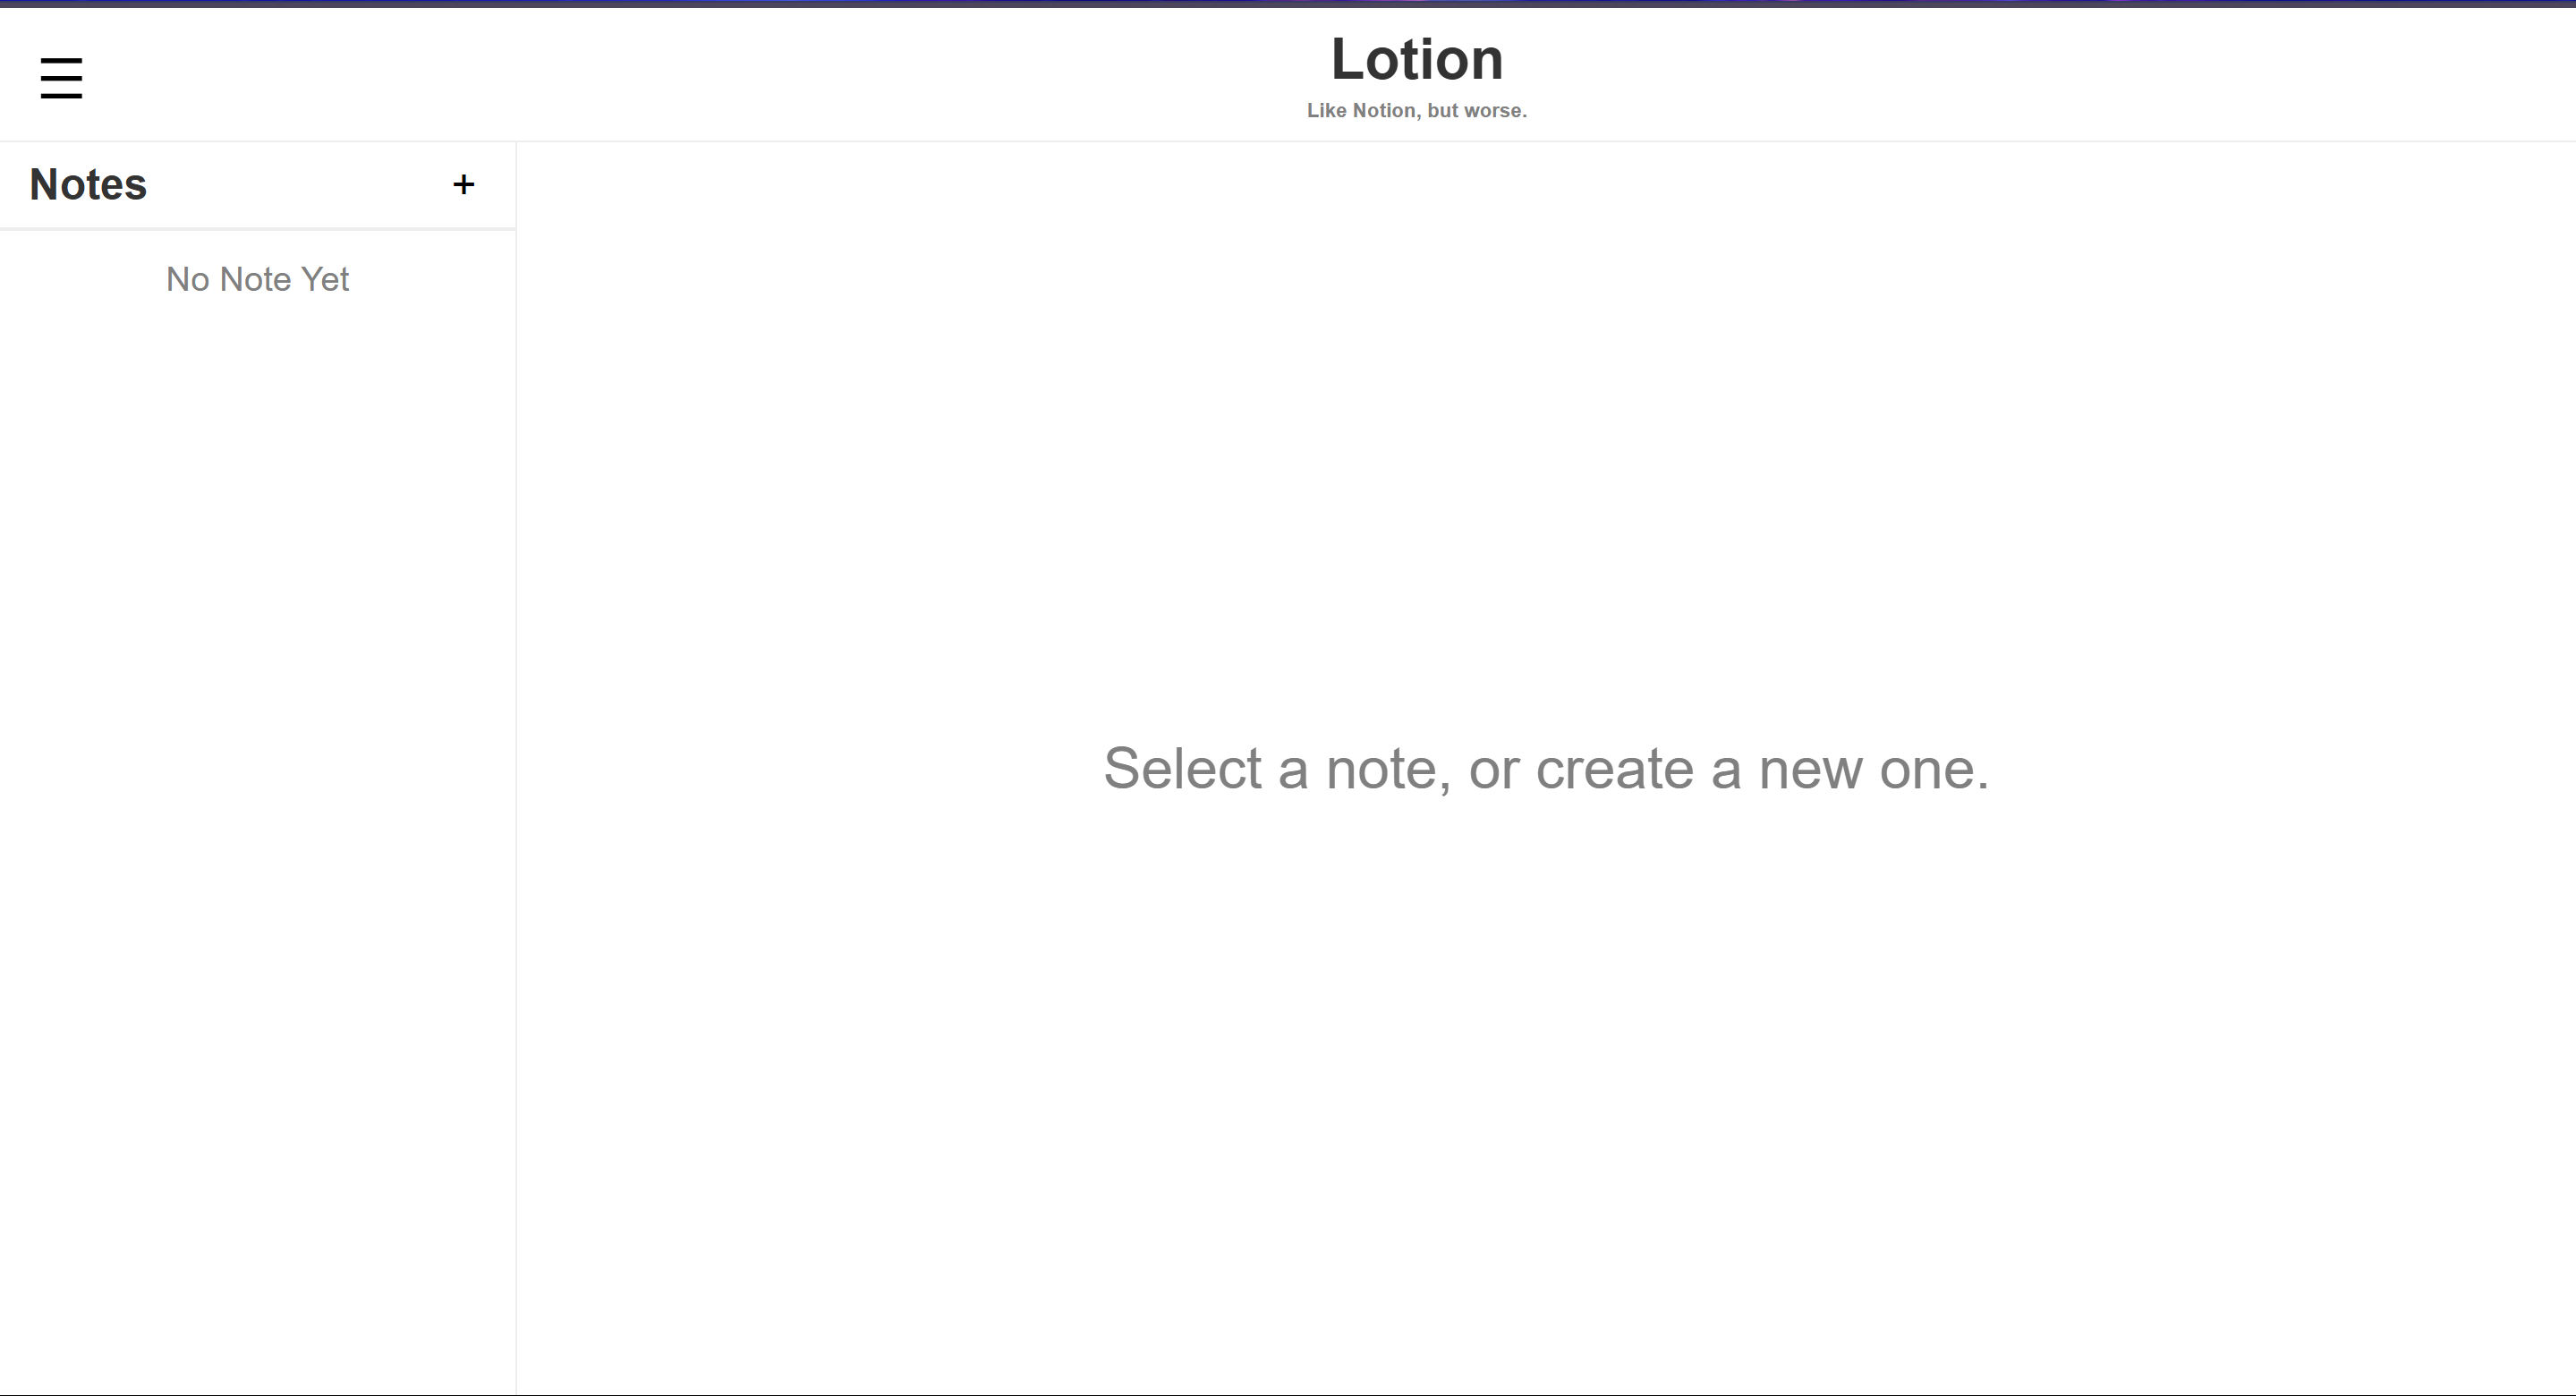 ☰
Lotion
Like Notion, but worse.
Notes
+
No Note Yet
Select a note, or create a new one.